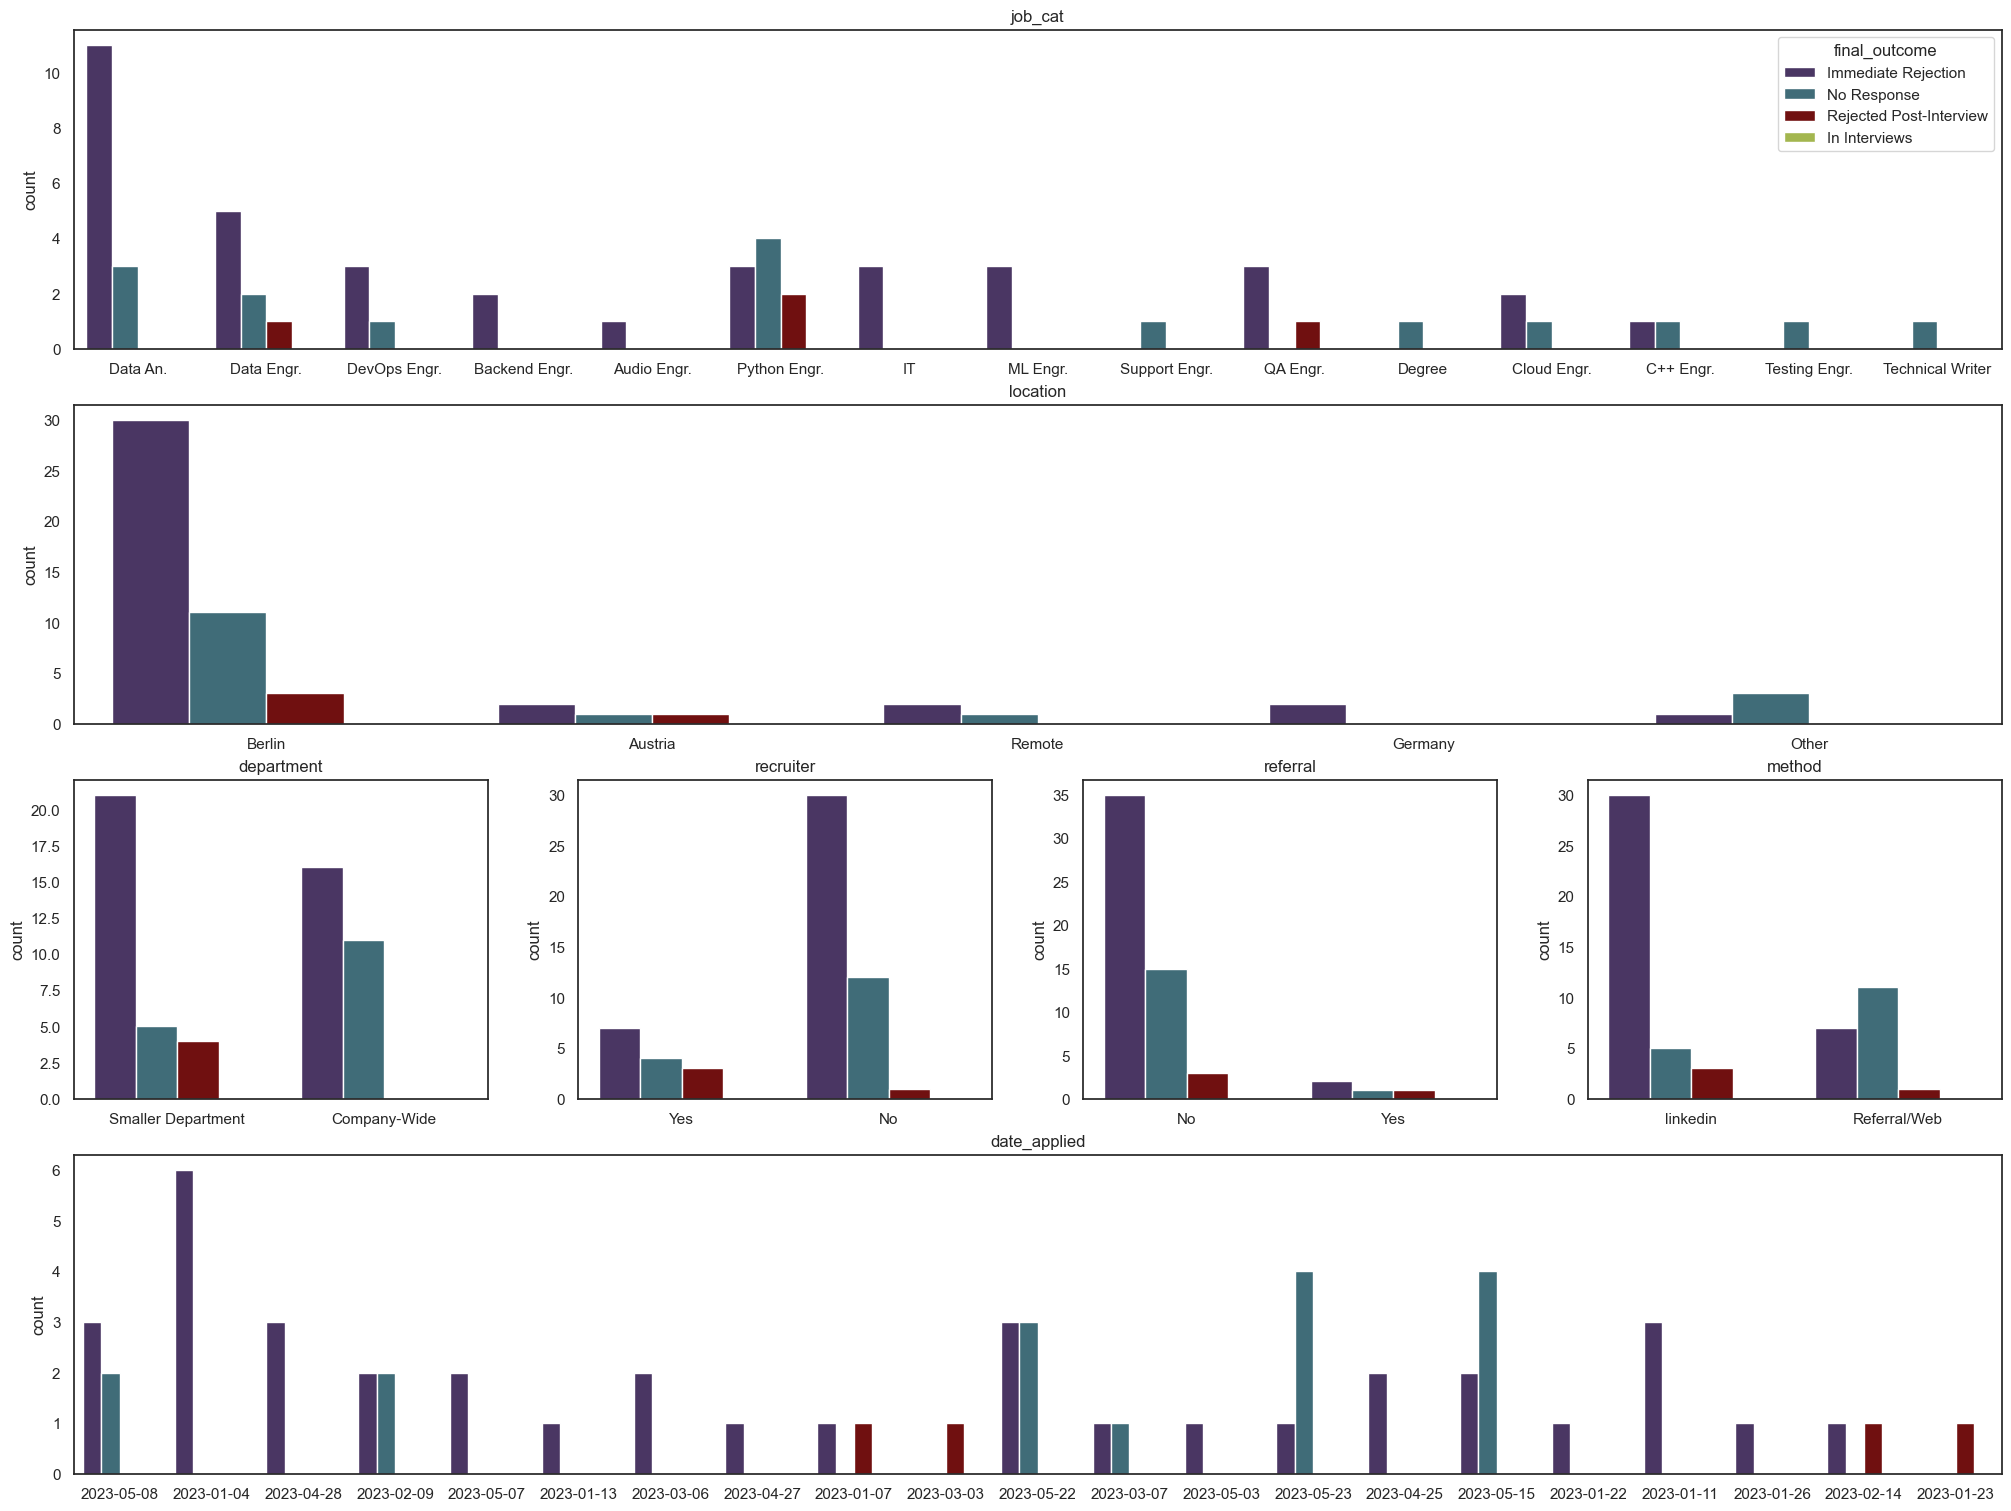 job_cat
final_outcome
Immediate Rejection
No Response
Rejected Post-Interview
In Interviews
count
10
8
6
4
2
0
Data An. Data Engr. DevOps Engr. Backend Engr. Audio Engr. Python Engr. IT ML Engr. Support Engr. QA Engr. Degree Cloud Engr. C++ Engr. Testing Engr. Technical Writer
location
count
30
25
20
15
10
5
0
Berlin Austria Remote Germany Other
department
count
20.0
17.5
15.0
12.5
10.0
7.5
5.0
2.5
0.0
Smaller Department Company-Wide
recruiter
count
30
25
20
15
10
5
0
Yes No
referral
count
35
30
25
20
15
10
5
0
No Yes
method
count
30
25
20
15
10
5
0
linkedin Referral/Web
date_applied
count
6
5
4
3
2
1
0
2023-05-08 2023-01-04 2023-04-28 2023-02-09 2023-05-07 2023-01-13 2023-03-06 2023-04-27 2023-01-07 2023-03-03 2023-05-22 2023-03-07 2023-05-03 2023-05-23 2023-04-25 2023-05-15 2023-01-22 2023-01-11 2023-01-26 2023-02-14 2023-01-23